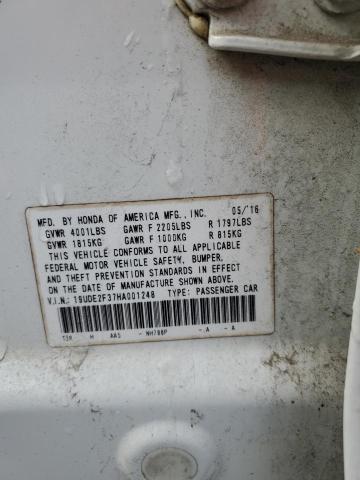 MFD. BY HONDA OF AMERICA MFG., INC. 05/16
GVWR 4001LBS GAWR F 2205LBS R 1797LBS
GVWR 1815KG GAWR F 1000KG R 815KG
THIS VEHICLE CONFORMS TO ALL APPLICABLE
FEDERAL MOTOR VEHICLE SAFETY, BUMPER,
AND THEFT PREVENTION STANDARDS IN EFFECT
ON THE DATE OF MANUFACTURE SHOWN ABOVE.
V.I.N.: 19UDE2F37HA001248 TYPE: PASSENGER CAR
H AA5 NH788P -.A -A